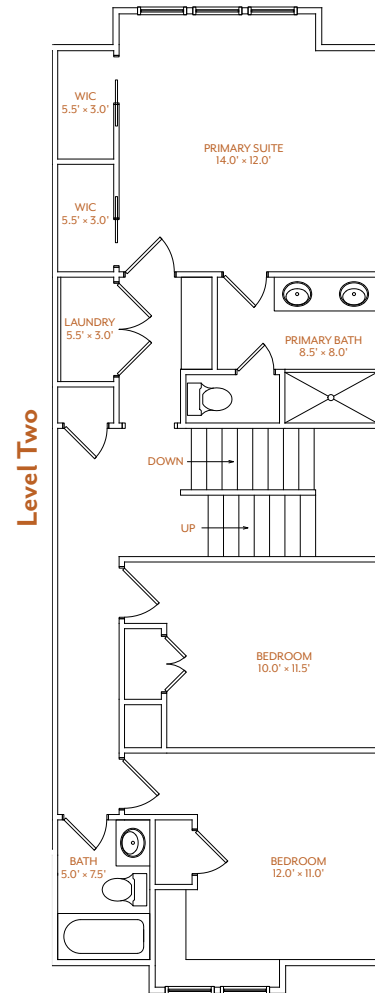 WIC
5.5' × 3.0'
PRIMARY SUITE
14.0' × 12.0'
WIC
5.5' × 3.0'
LAUNDRY
5.5' × 3.0'
PRIMARY BATH
8.5' × 8.0'
Level Two
DOWN
UP
BEDROOM
10.0' × 11.5'
BATH
5.0' × 7.5'
BEDROOM
12.0' × 11.0'